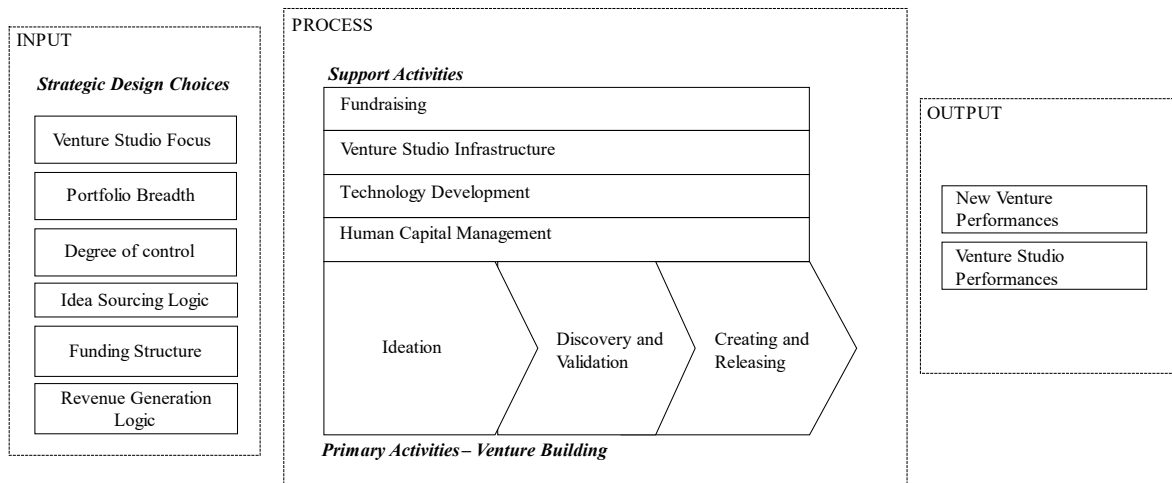 INPUT
Strategic Design Choices
Venture Studio Focus
Portfolio Breadth
Degree of control
Idea Sourcing Logic
Funding Structure
Revenue Generation
Logic
PROCESS
Support Activities
Fundraising
Venture Studio Infrastructure
Technology Development
Human Capital Management
Ideation
Discovery and
Validation
Creating and
Releasing
Primary Activities – Venture Building
OUTPUT
New Venture
Performances
Venture Studio
Performances